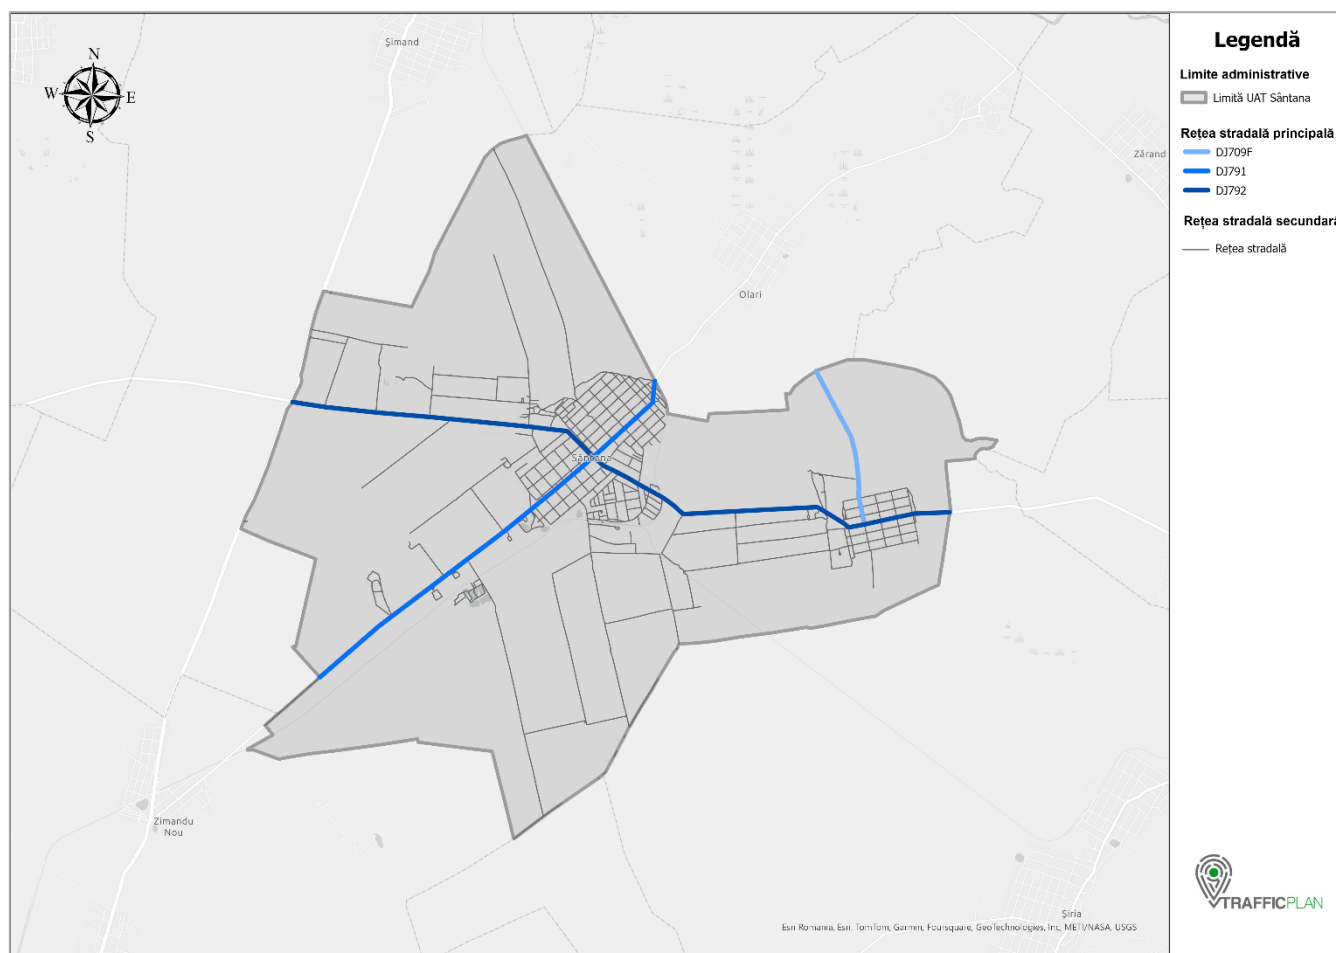 Șimand
N
W
E
S
Zărand
Olari
Sântana
Zimandu
Nou
Șiria
Esri Romania, Esri, TomTom, Garmin, Foursquare, GeoTechnologies, Inc, METI/NASA, USGS
Legendă
Limite administrative
Limită UAT Sântana
Rețea stradală principală
DJ709F
DJ791
DJ792
Rețea stradală secundară
Rețea stradală
TRAFFICPLAN